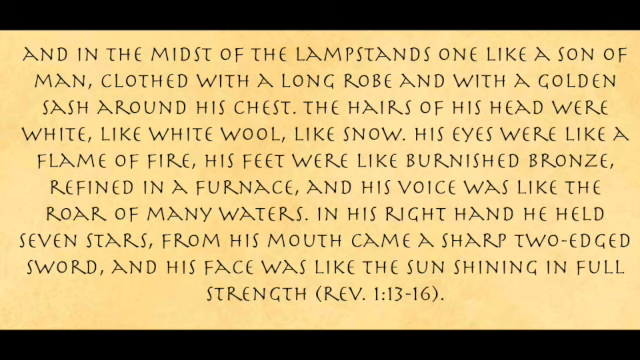 AND IN THE MIDST OF THE LAMPSTANDS ONE LIKE A SON OF
MAN, CLOTHED WITH A LONG ROBE AND WITH A GOLDEN
SASH AROUND HIS CHEST. THE HAIRS OF HIS HEAD WERE
WHITE, LIKE WHITE WOOL, LIKE SNOW. HIS EYES WERE LIKE A
FLAME OF FIRE, HIS FEET WERE LIKE BURNISHED BRONZE,
REFINED IN A FURNACE, AND HIS VOICE WAS LIKE THE
ROAR OF MANY WATERS. IN HIS RIGHT HAND HE HELD
SEVEN STARS, FROM HIS MOUTH CAME A SHARP TWO-EDGED
SWORD, AND HIS FACE WAS LIKE THE SUN SHINING IN FULL
STRENGTH (REV. 1:13-16).